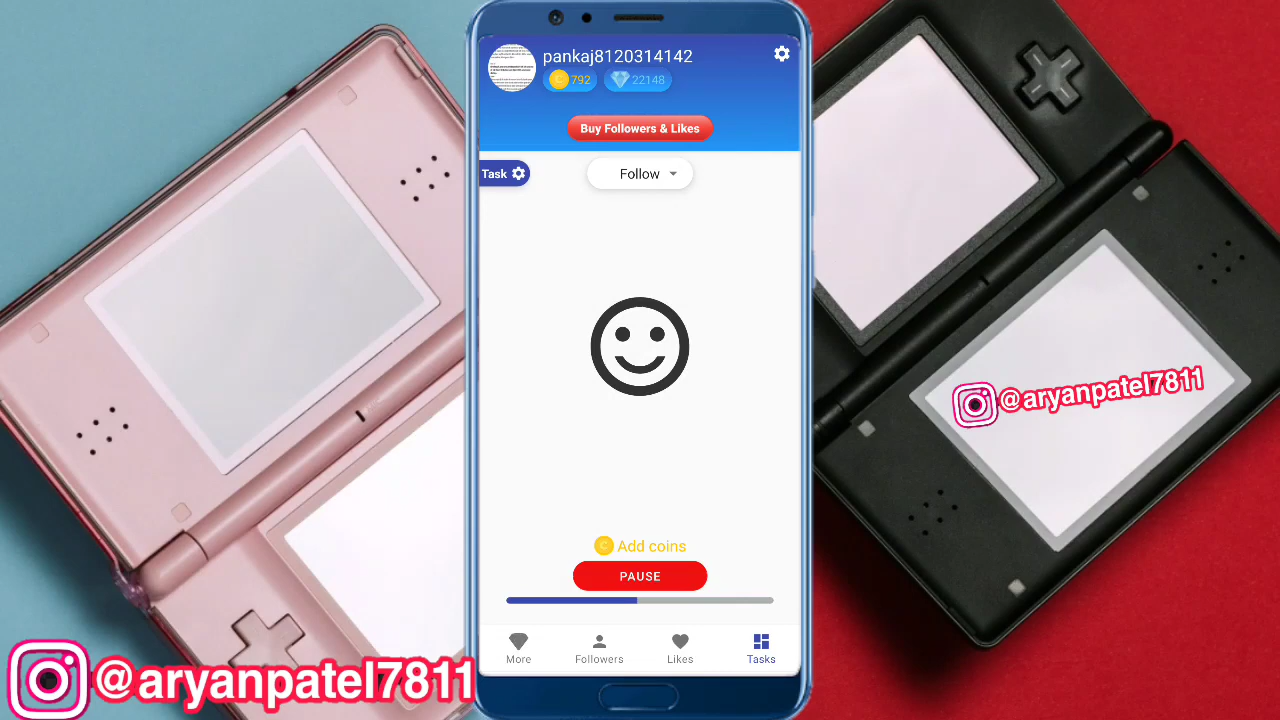 pankaj8120314142
792
22148
Buy Followers & Likes
Task
Follow
Add coins
PAUSE
More
Followers
Likes
Tasks
@aryanpatel7811
@aryanpatel7811